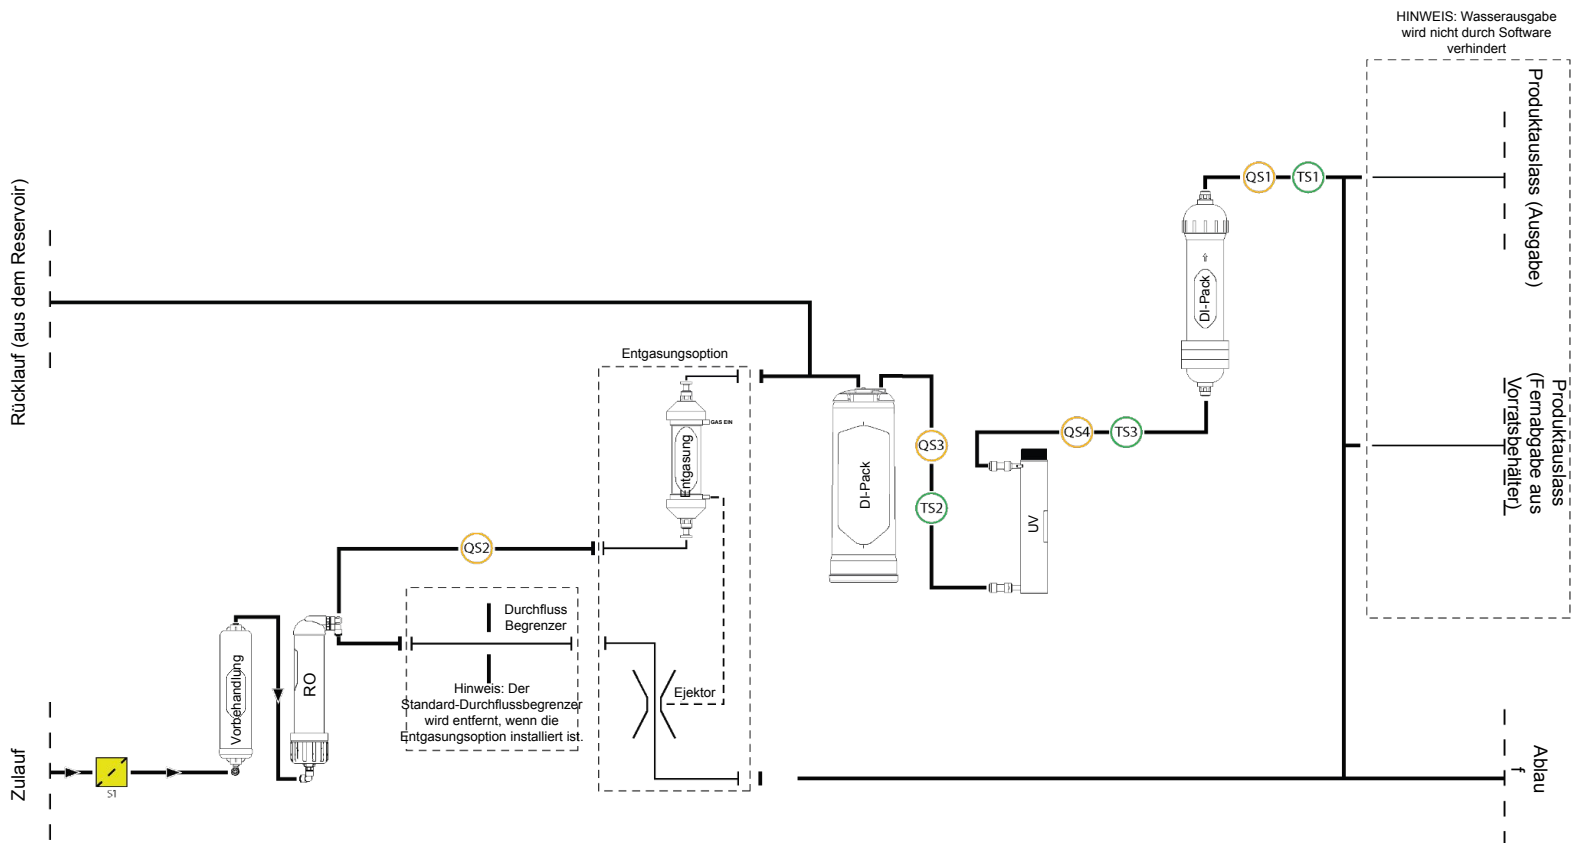 HINWEIS: Wasserausgabe
wird nicht durch Software
verhindert
Produktauslass (Ausgabe)
QS1
TS1
Rücklauf (aus dem Reservoir)
DI-Pack
Entgasungsoption
GAS EIN
Entgasung
DI-Pack
QS3
TS2
QS4
TS3
UV
Produktauslass
(Fernabgabe aus
Vorratsbehälter)
QS2
Durchfluss
Begrenzer
Hinweis: Der
Standard-Durchflussbegrenzer
wird entfernt, wenn die
Entgasungsoption installiert ist.
Ejektor
Vorbehandlung
RO
Zulauf
S1
Ablau
f